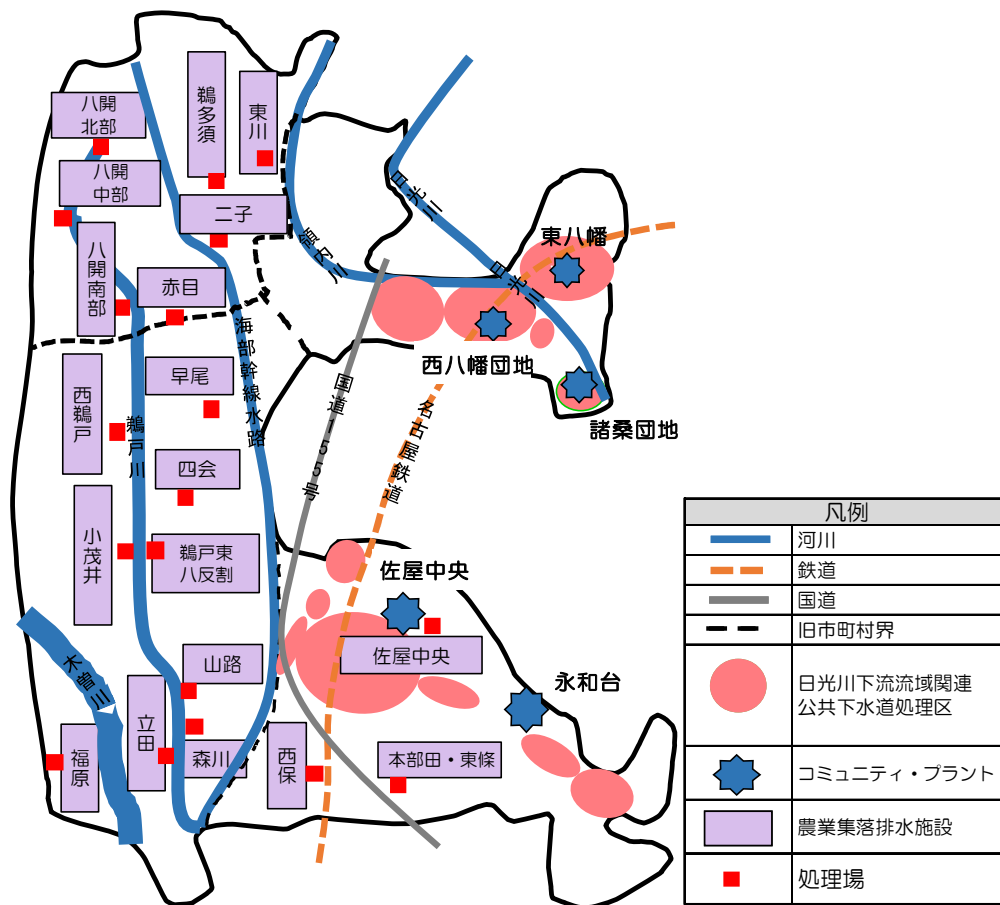 八開
北部
鵜多須
東川
八開
中部
二子
八開南部
赤目
日光川
領内川
東八幡
日光川
西八幡団地
諸桑団地
海部幹線水路
国道155号
名古屋鉄道
早尾
西鵜戸
鵜戸川
四会
小茂井
鵜戸東
八反割
佐屋中央
佐屋中央
永和台
木曽川
山路
立田
森川
福原
西保
本部田・東條
凡例
河川
鉄道
国道
旧市町村界
日光川下流流域関連
公共下水道処理区
コミュニティ・プラント
農業集落排水施設
処理場